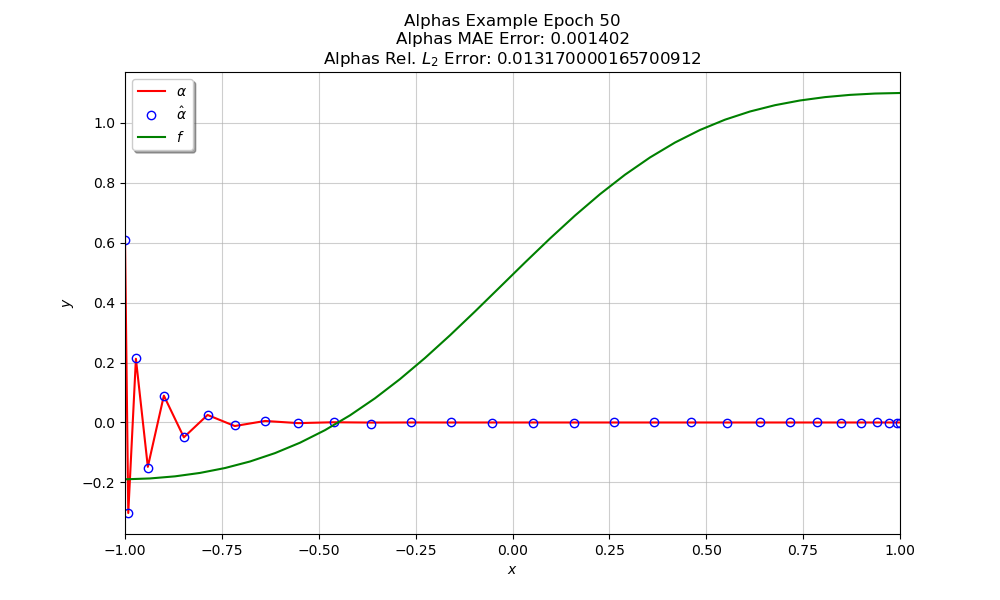 Alphas Example Epoch 50
Alphas MAE Error: 0.001402
Alphas Rel. L₂ Error: 0.013170000165700912
α
α̂
f
1.0
0.8
0.6
0.4
0.2
0.0
−0.2
y
−1.00 −0.75 −0.50 −0.25 0.00 0.25 0.50 0.75 1.00
x